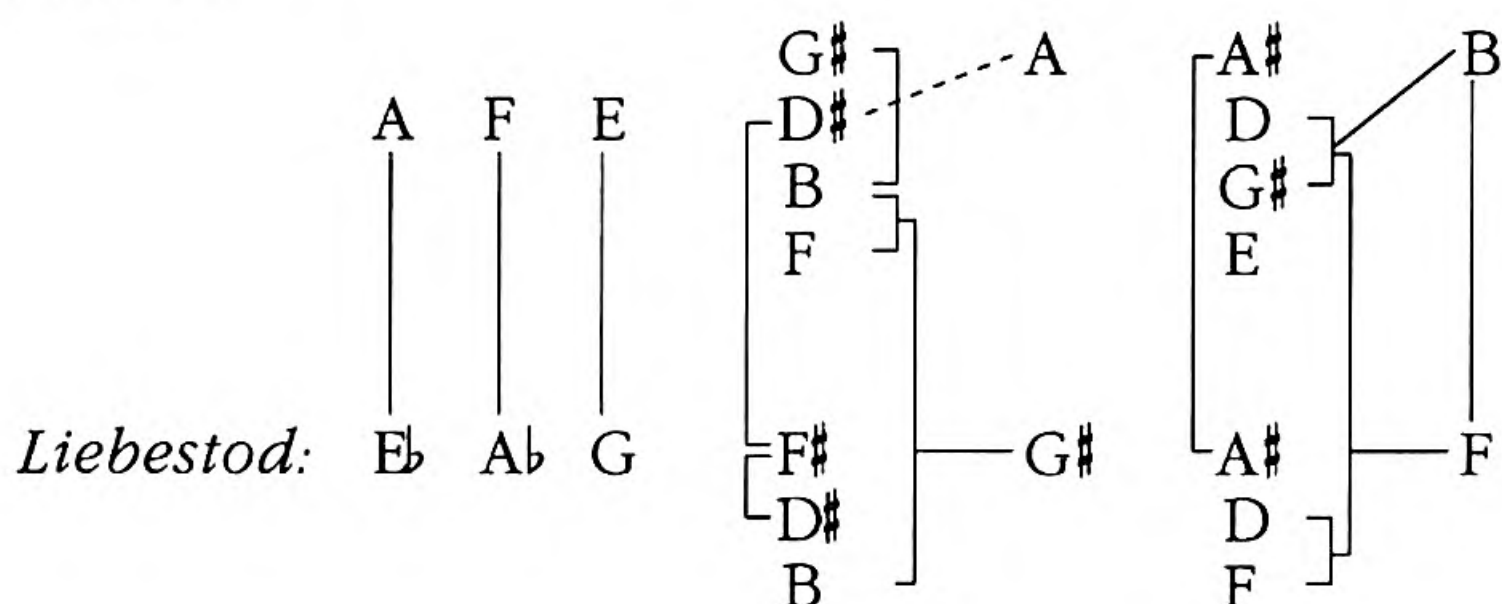 G♯ A A♯ B
A F E D♯ D
B G♯
F E
Liebestod: E♭ A♭ G F♯ G♯ A♯ F
D♯ D
B F